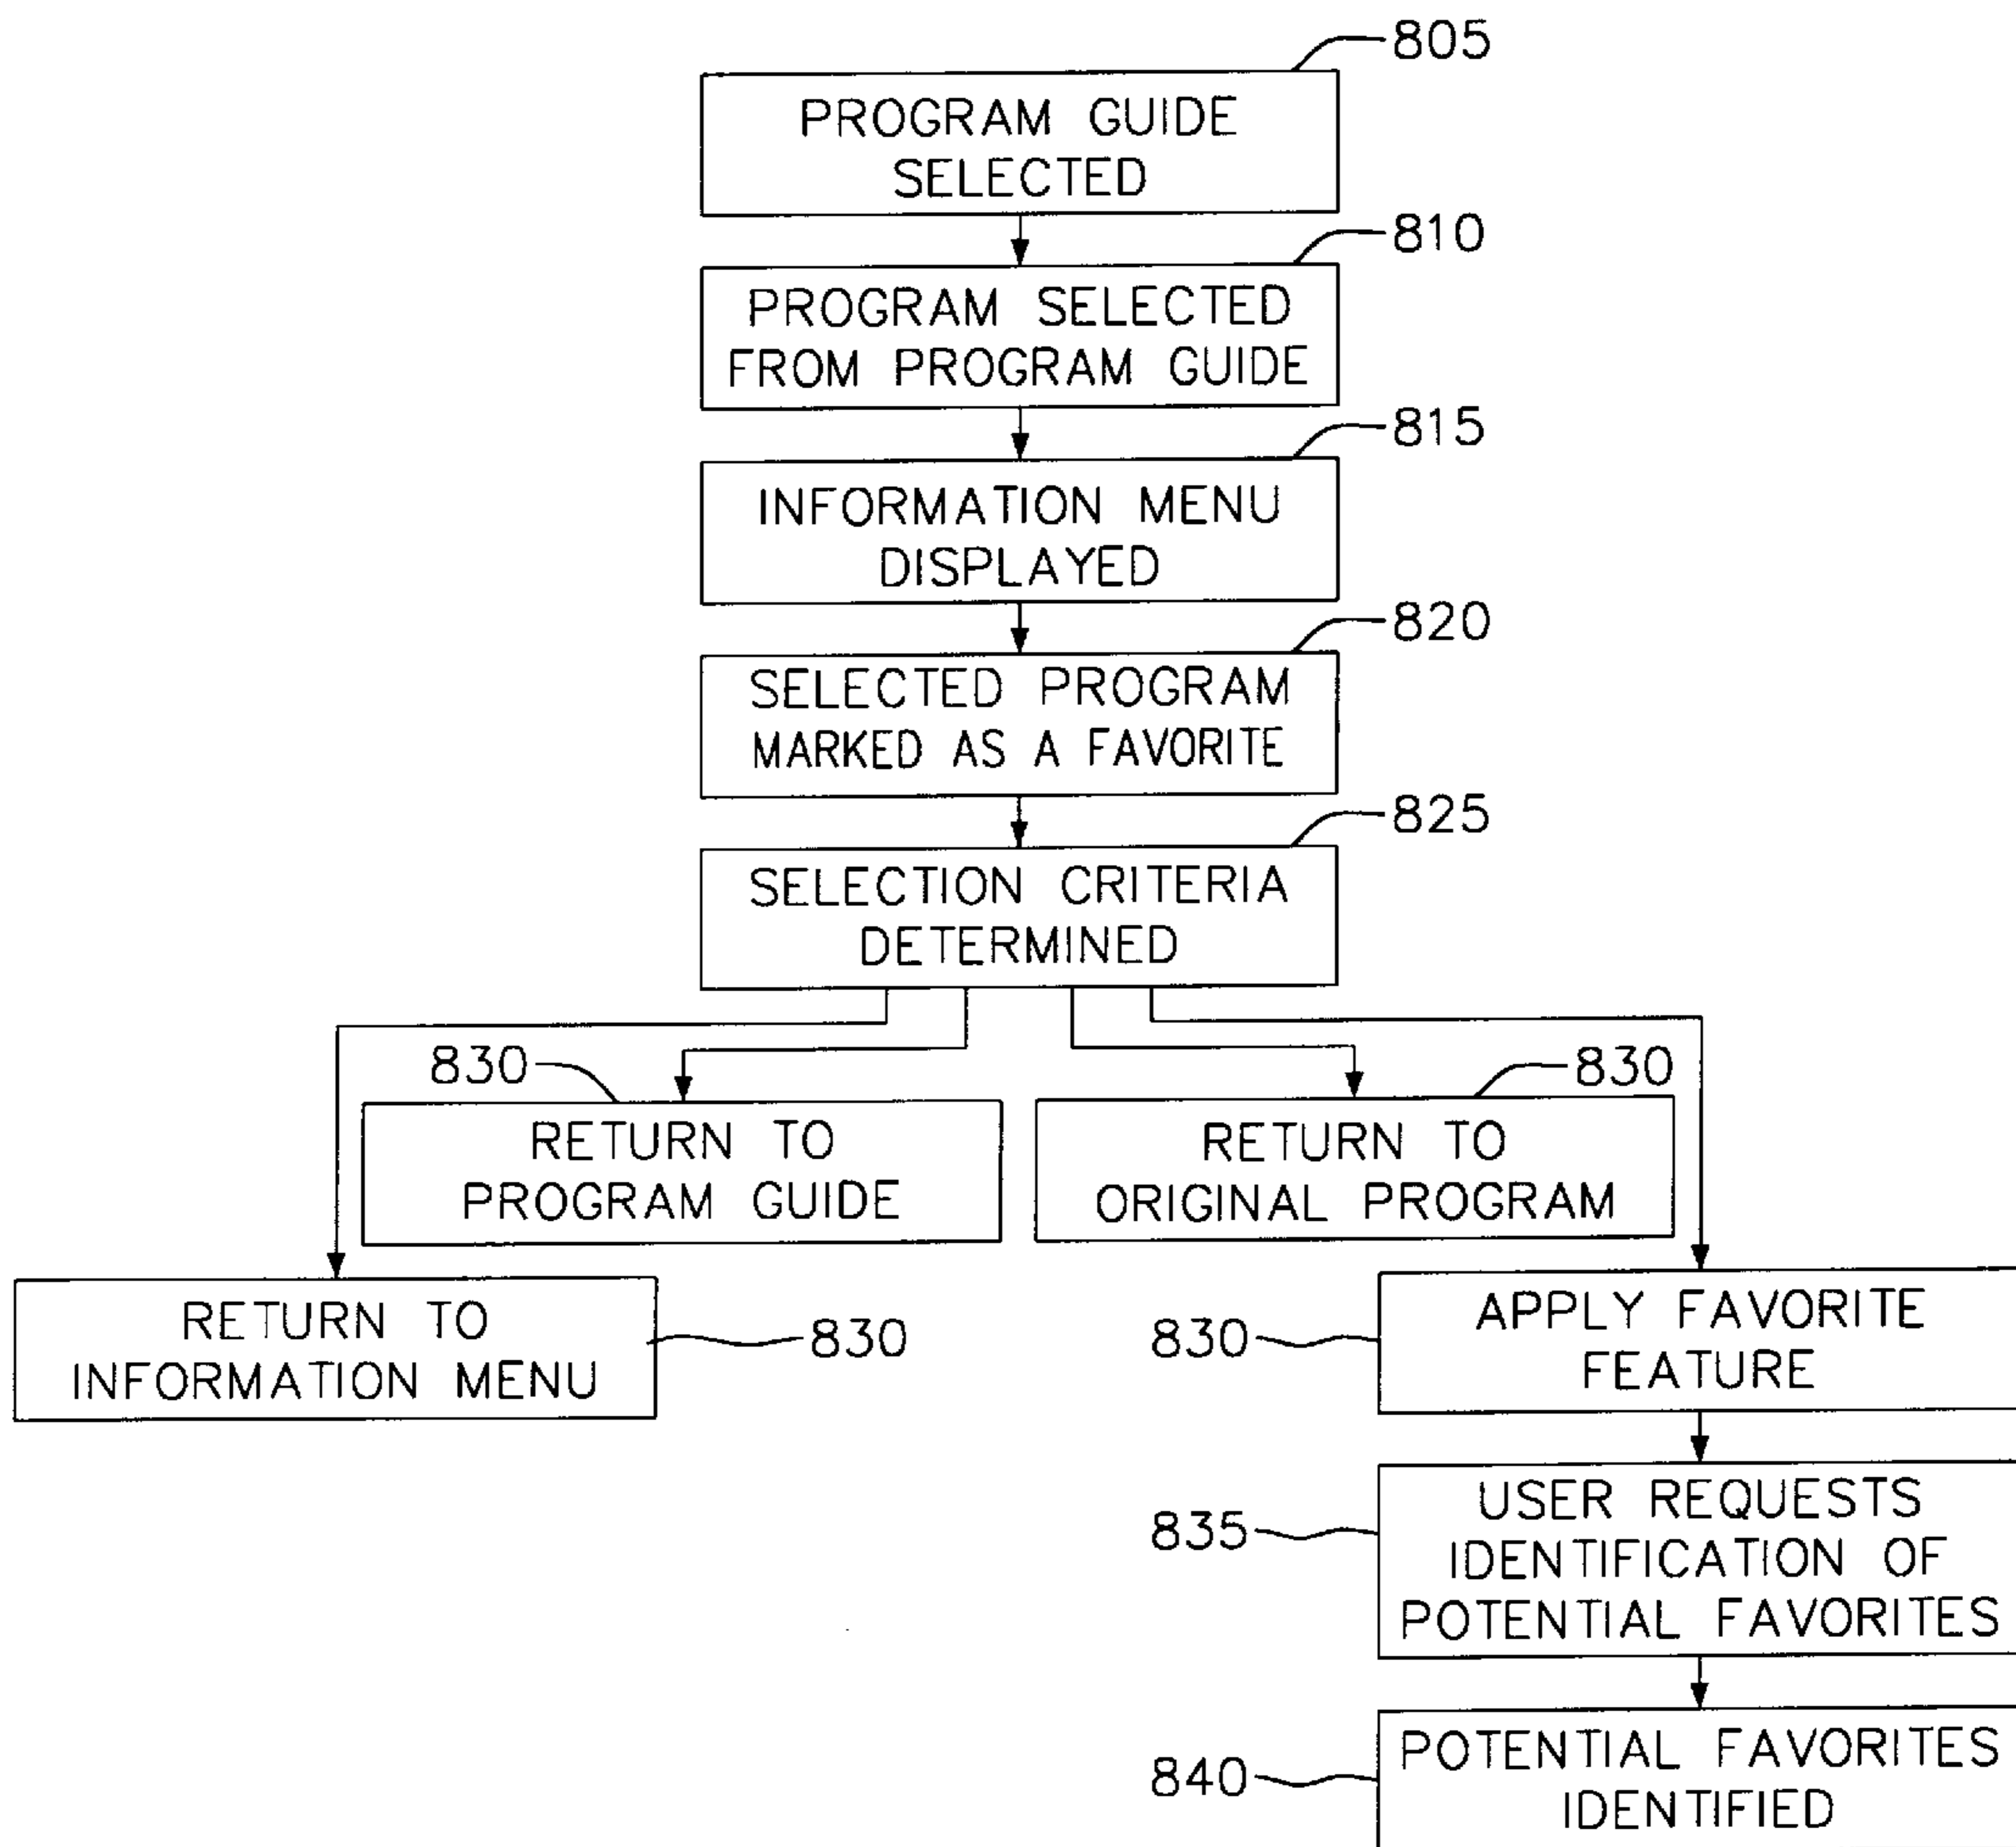 805
PROGRAM GUIDE
SELECTED
810
PROGRAM SELECTED
FROM PROGRAM GUIDE
815
INFORMATION MENU
DISPLAYED
820
SELECTED PROGRAM
MARKED AS A FAVORITE
825
SELECTION CRITERIA
DETERMINED
830
RETURN TO
PROGRAM GUIDE
830
RETURN TO
ORIGINAL PROGRAM
RETURN TO
INFORMATION MENU
830
830
APPLY FAVORITE
FEATURE
835
USER REQUESTS
IDENTIFICATION OF
POTENTIAL FAVORITES
840
POTENTIAL FAVORITES
IDENTIFIED